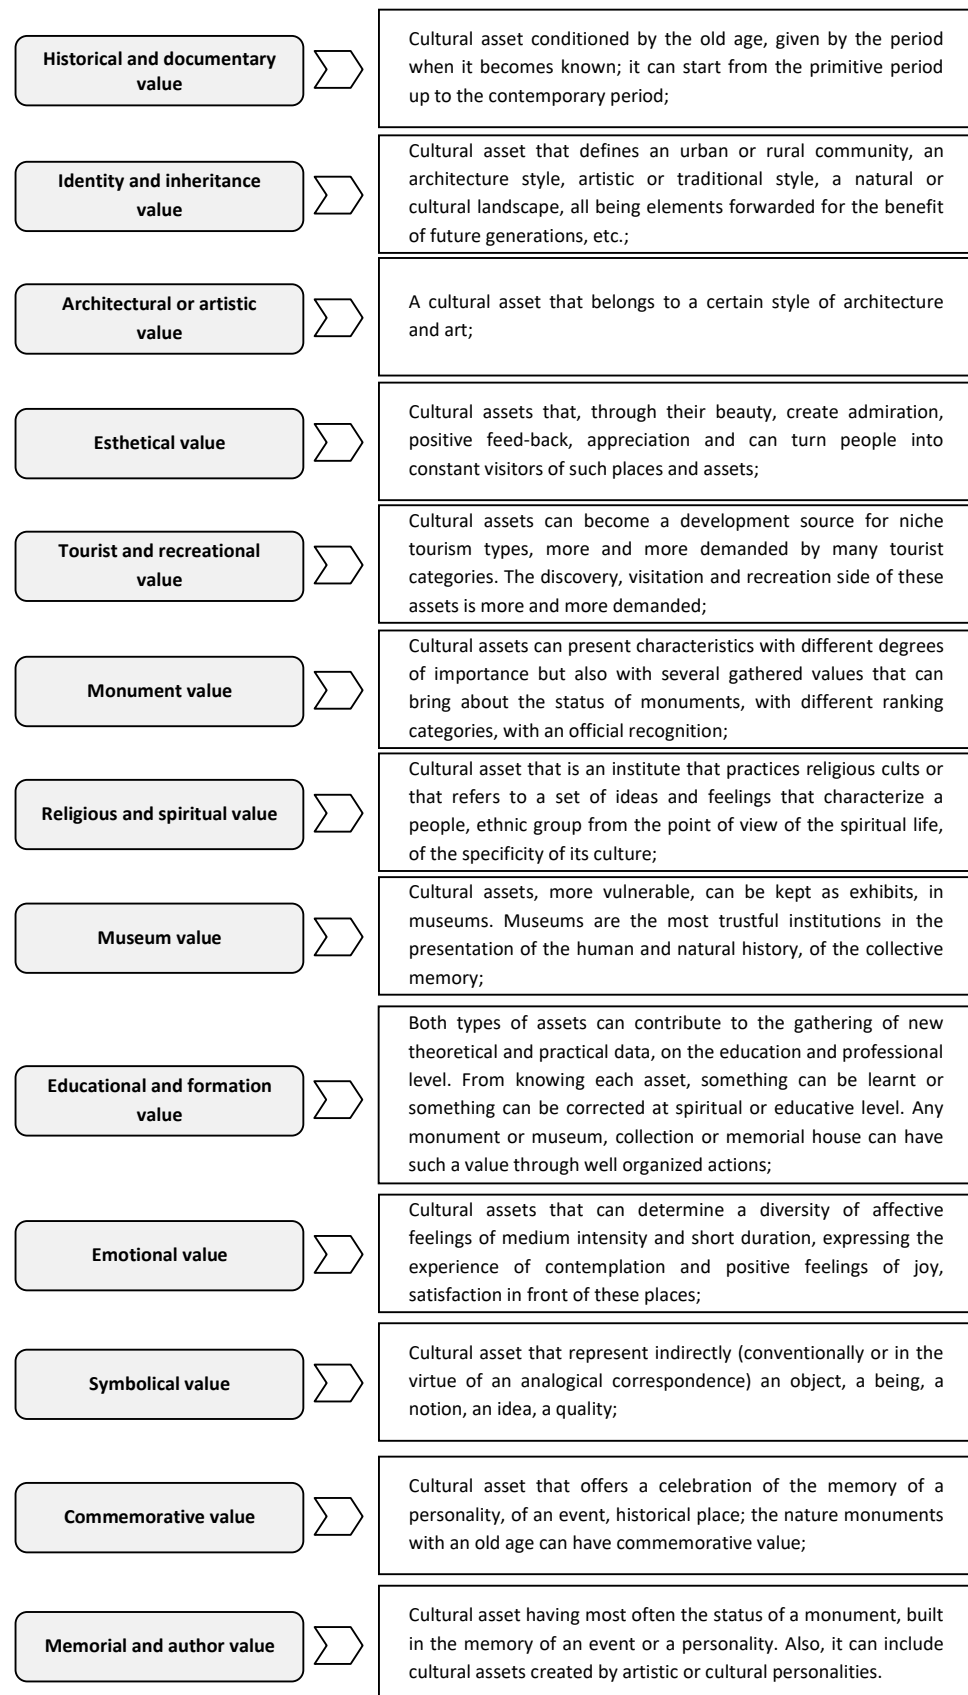 Historical and documentary
value
Cultural asset conditioned by the old age, given by the period
when it becomes known; it can start from the primitive period
up to the contemporary period;
Identity and inheritance
value
Cultural asset that defines an urban or rural community, an
architecture style, artistic or traditional style, a natural or
cultural landscape, all being elements forwarded for the benefit
of future generations, etc.;
Architectural or artistic
value
A cultural asset that belongs to a certain style of architecture
and art;
Esthetical value
Cultural assets that, through their beauty, create admiration,
positive feed-back, appreciation and can turn people into
constant visitors of such places and assets;
Tourist and recreational
value
Cultural assets can become a development source for niche
tourism types, more and more demanded by many tourist
categories. The discovery, visitation and recreation side of these
assets is more and more demanded;
Monument value
Cultural assets can present characteristics with different degrees
of importance but also with several gathered values that can
bring about the status of monuments, with different ranking
categories, with an official recognition;
Religious and spiritual value
Cultural asset that is an institute that practices religious cults or
that refers to a set of ideas and feelings that characterize a
people, ethnic group from the point of view of the spiritual life,
of the specificity of its culture;
Museum value
Cultural assets, more vulnerable, can be kept as exhibits, in
museums. Museums are the most trustful institutions in the
presentation of the human and natural history, of the collective
memory;
Educational and formation
value
Both types of assets can contribute to the gathering of new
theoretical and practical data, on the education and professional
level. From knowing each asset, something can be learnt or
something can be corrected at spiritual or educative level. Any
monument or museum, collection or memorial house can have
such a value through well organized actions;
Emotional value
Cultural assets that can determine a diversity of affective
feelings of medium intensity and short duration, expressing the
experience of contemplation and positive feelings of joy,
satisfaction in front of these places;
Symbolical value
Cultural asset that represent indirectly (conventionally or in the
virtue of an analogical correspondence) an object, a being, a
notion, an idea, a quality;
Commemorative value
Cultural asset that offers a celebration of the memory of a
personality, of an event, historical place; the nature monuments
with an old age can have commemorative value;
Memorial and author value
Cultural asset having most often the status of a monument, built
in the memory of an event or a personality. Also, it can include
cultural assets created by artistic or cultural personalities.